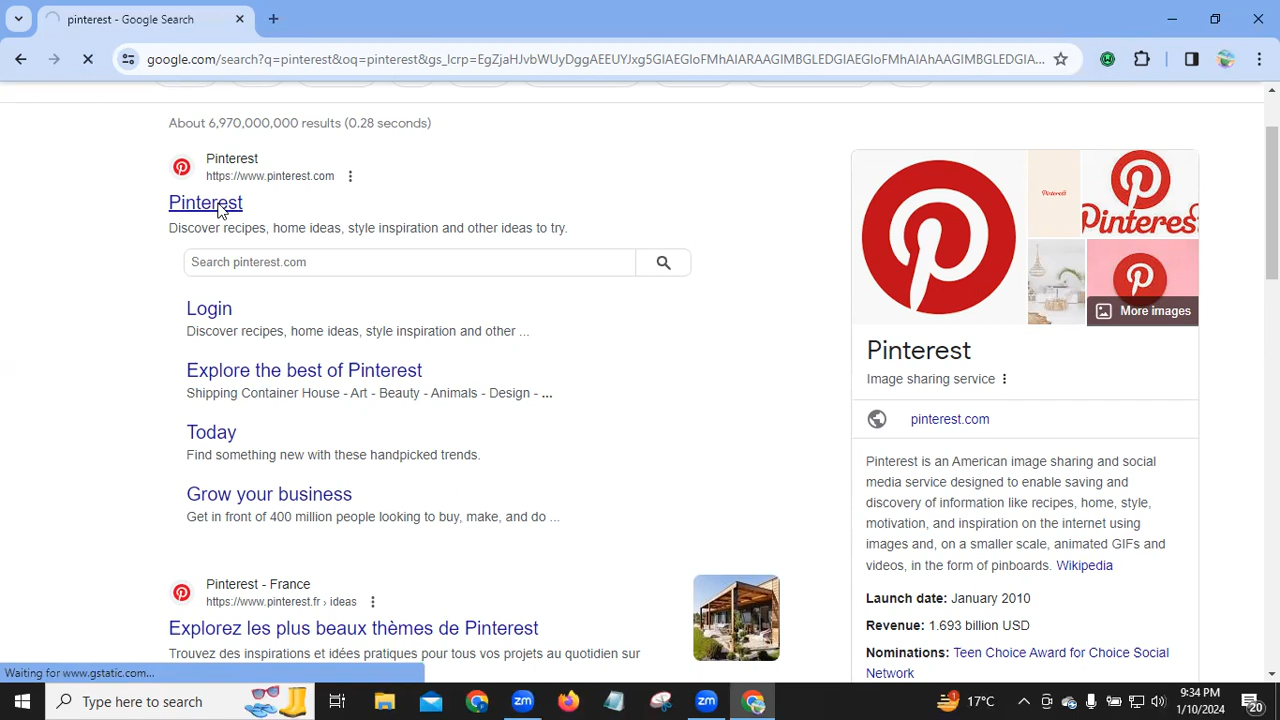 pinterest - Google Search
google.com/search?q=pinterest&oq=pinterest&gs_lcrp=EgZjaHJvbWUyDggAEEUYJxg5GIAEGIoFMhAIARAAGIMBGLEDGIAEGIoFMhAIAhAAGIMBGLEDGIA...
About 6,970,000,000 results (0.28 seconds)
Pinterest
https://www.pinterest.com
Pinterest
Discover recipes, home ideas, style inspiration and other ideas to try.
Search pinterest.com
Login
Discover recipes, home ideas, style inspiration and other ...
Explore the best of Pinterest
Shipping Container House - Art - Beauty - Animals - Design - ...
Today
Find something new with these handpicked trends.
Grow your business
Get in front of 400 million people looking to buy, make, and do ...
Pinterest - France
https://www.pinterest.fr › ideas
Explorez les plus beaux thèmes de Pinterest
Trouvez des inspirations et idées pratiques pour tous vos projets au quotidien sur
Pinterest
Pinterest
More images
Pinterest
Image sharing service
pinterest.com
Pinterest is an American image sharing and social
media service designed to enable saving and
discovery of information like recipes, home, style,
motivation, and inspiration on the internet using
images and, on a smaller scale, animated GIFs and
videos, in the form of pinboards. Wikipedia
Launch date: January 2010
Revenue: 1.693 billion USD
Nominations: Teen Choice Award for Choice Social
Network
Waiting for www.gstatic.com...
Type here to search
zm
zm
1
17°C
9:34 PM
1/10/2024
20